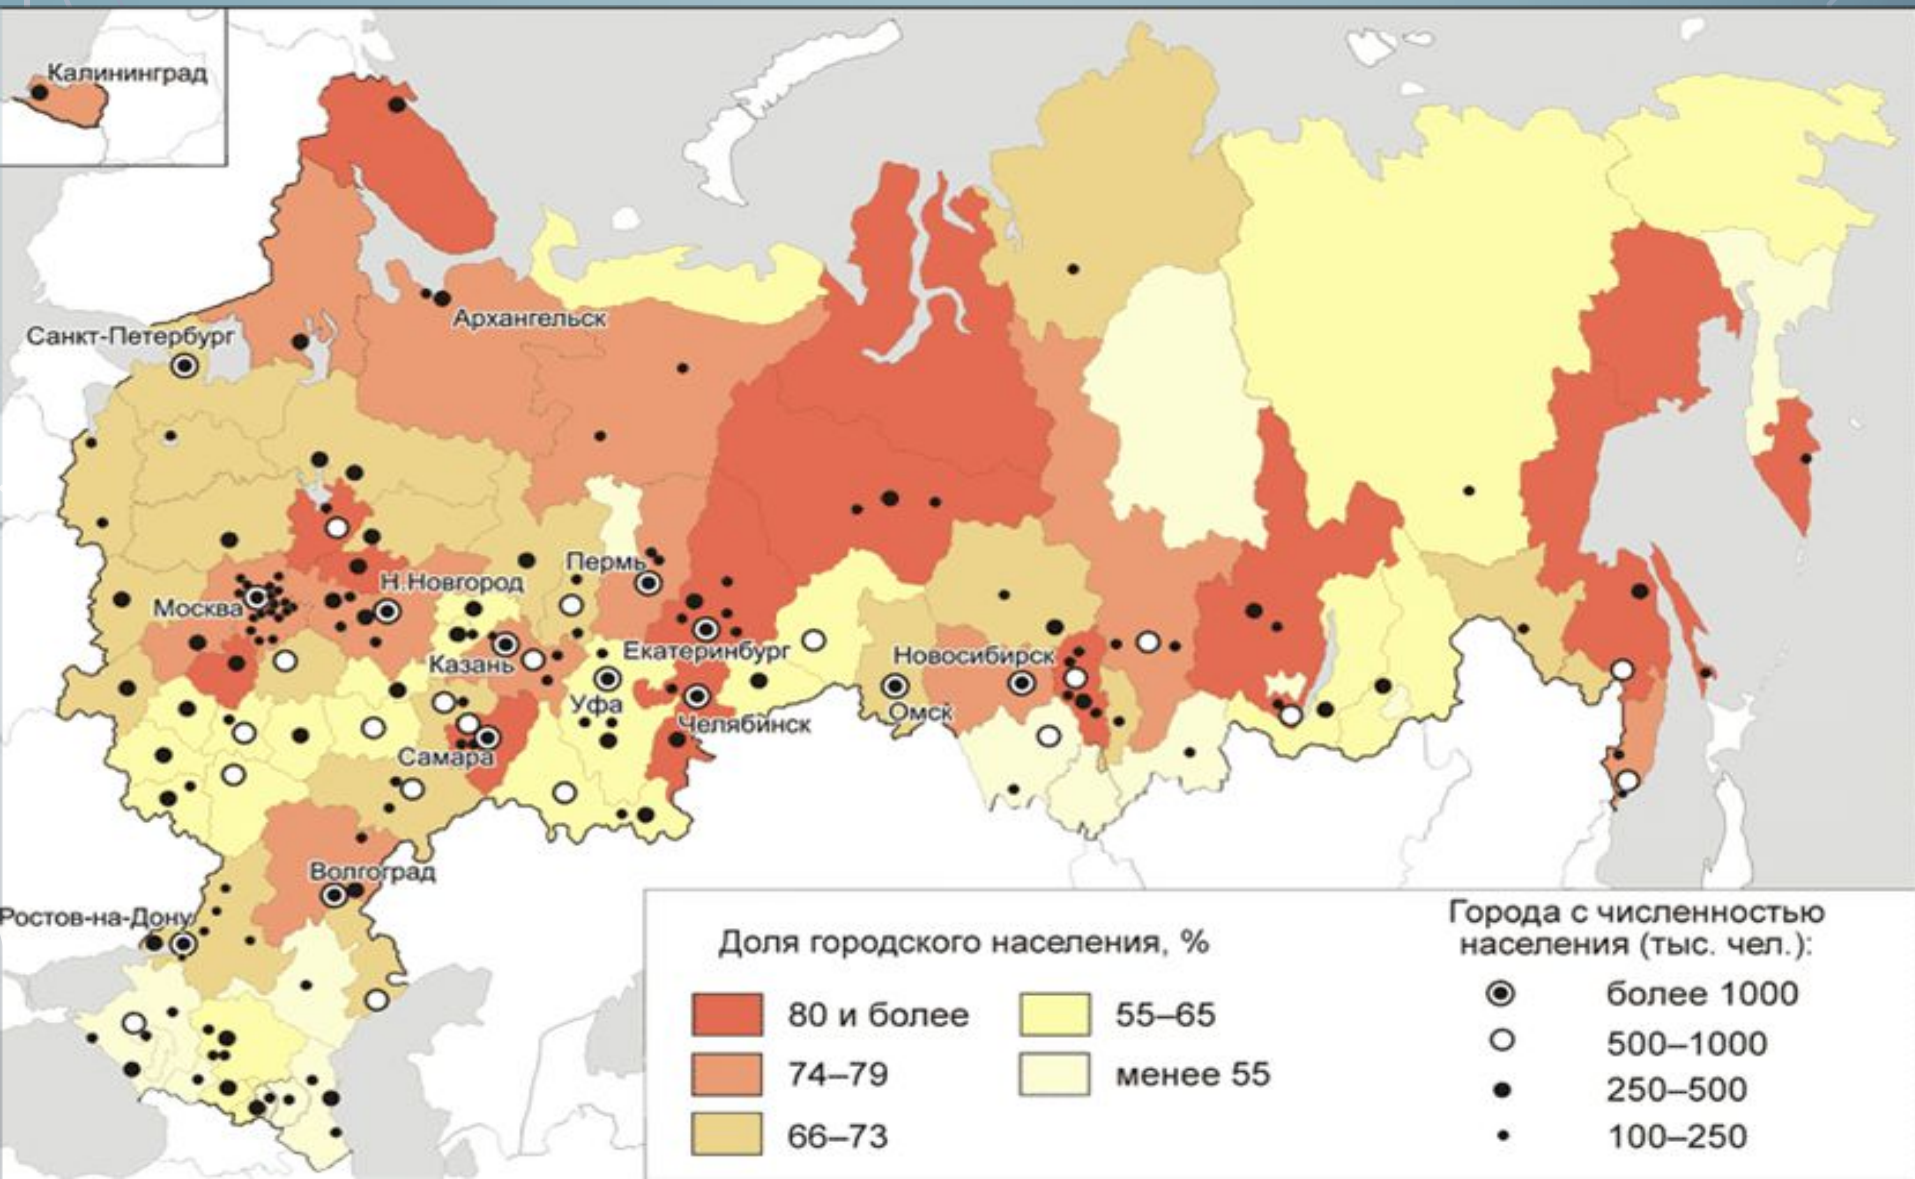 Калининград
Санкт-Петербург
Архангельск
Пермь
Н.Новгород
Москва
Казань
Екатеринбург
Уфа
Челябинск
Самара
Новосибирск
Омск
Волгоград
Ростов-на-Дону
Доля городского населения, %
80 и более
74–79
66–73
55–65
менее 55
Города с численностью
населения (тыс. чел.):
более 1000
500–1000
250–500
100–250